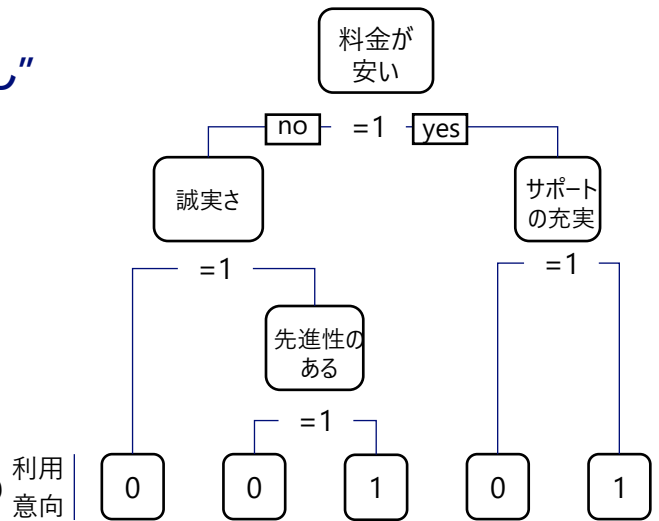 料金が
安い
し”
no =1 yes
誠実さ
サポート
の充実
=1
=1
先進性の
ある
=1
利用
意向
0
0
1
0
1